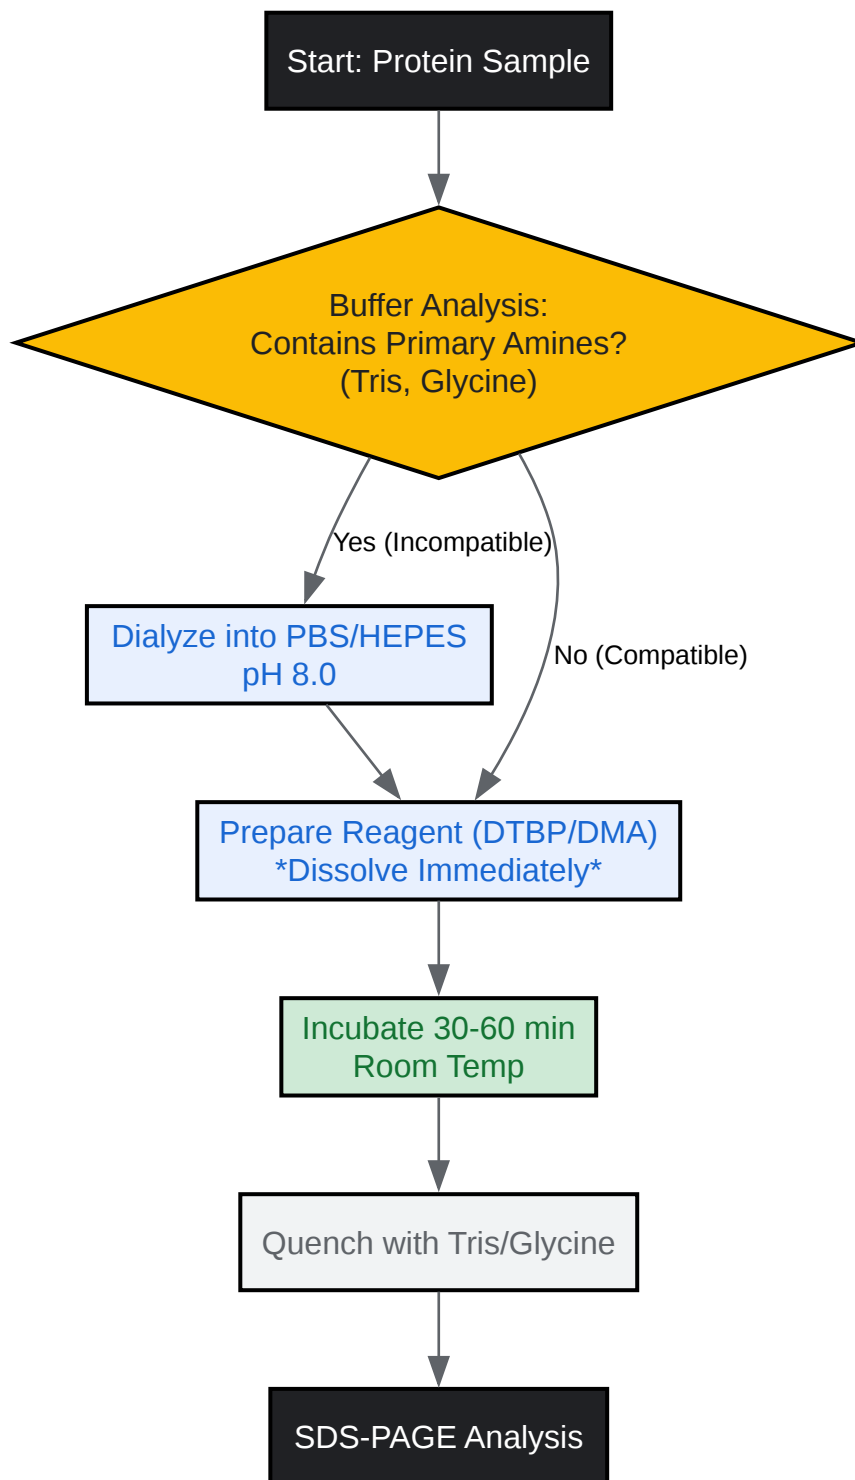 Start: Protein Sample
Buffer Analysis:
Contains Primary Amines?
(Tris, Glycine)
Yes (Incompatible)
Dialyze into PBS/HEPES
pH 8.0
No (Compatible)
Prepare Reagent (DTBP/DMA)
*Dissolve Immediately*
Incubate 30-60 min
Room Temp
Quench with Tris/Glycine
SDS-PAGE Analysis